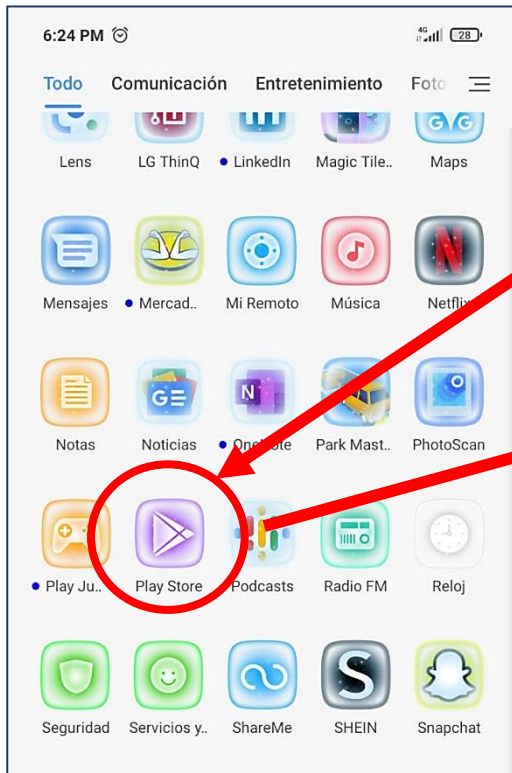 6:24 PM 4G 28
Todo Comunicación Entretenimiento Foto
Lens LG ThinQ LinkedIn Magic Tile.. Maps
Mensajes Mercad.. Mi Remoto Música Netflix
GE N
Notas Noticias OneNote Park Mast.. PhotoScan
Play Ju.. Play Store Podcasts Radio FM Reloj
S
Seguridad Servicios y.. ShareMe SHEIN Snapchat